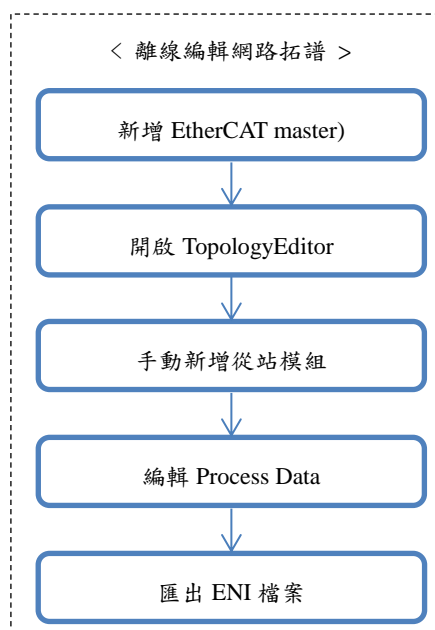 < 離線編輯網路拓譜 >
新增 EtherCAT master)
開啟 TopologyEditor
手動新增從站模組
編輯 Process Data
匯出 ENI 檔案